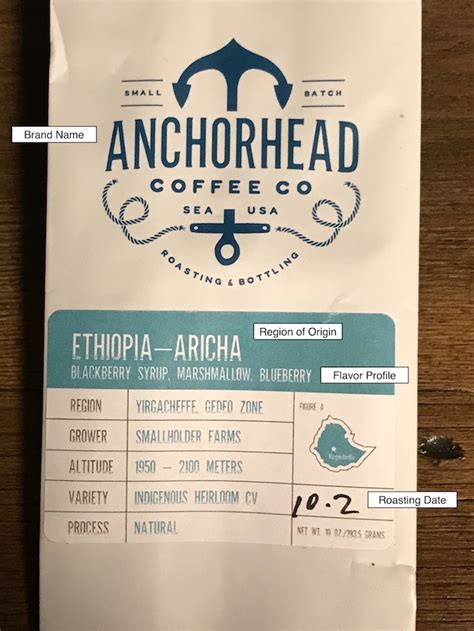 SMALL BATCH
Brand Name
ANCHORHEAD
COFFEE CO
SEA USA
ROASTING & BOTTLING
Region of Origin
ETHIOPIA—ARICHA
BLACKBERRY SYRUP, MARSHMALLOW, BLUEBERRY
Flavor Profile
REGION YIRGACHEFFE, GEDEO ZONE
FIGURE A
GROWER SMALLHOLDER FARMS
Yirgacheffe
ALTITUDE 1950 — 2100 METERS
VARIETY INDIGENOUS HEIRLOOM CV
10.2
Roasting Date
PROCESS NATURAL
NET WT. 10 OZ./283.5 GRAMS